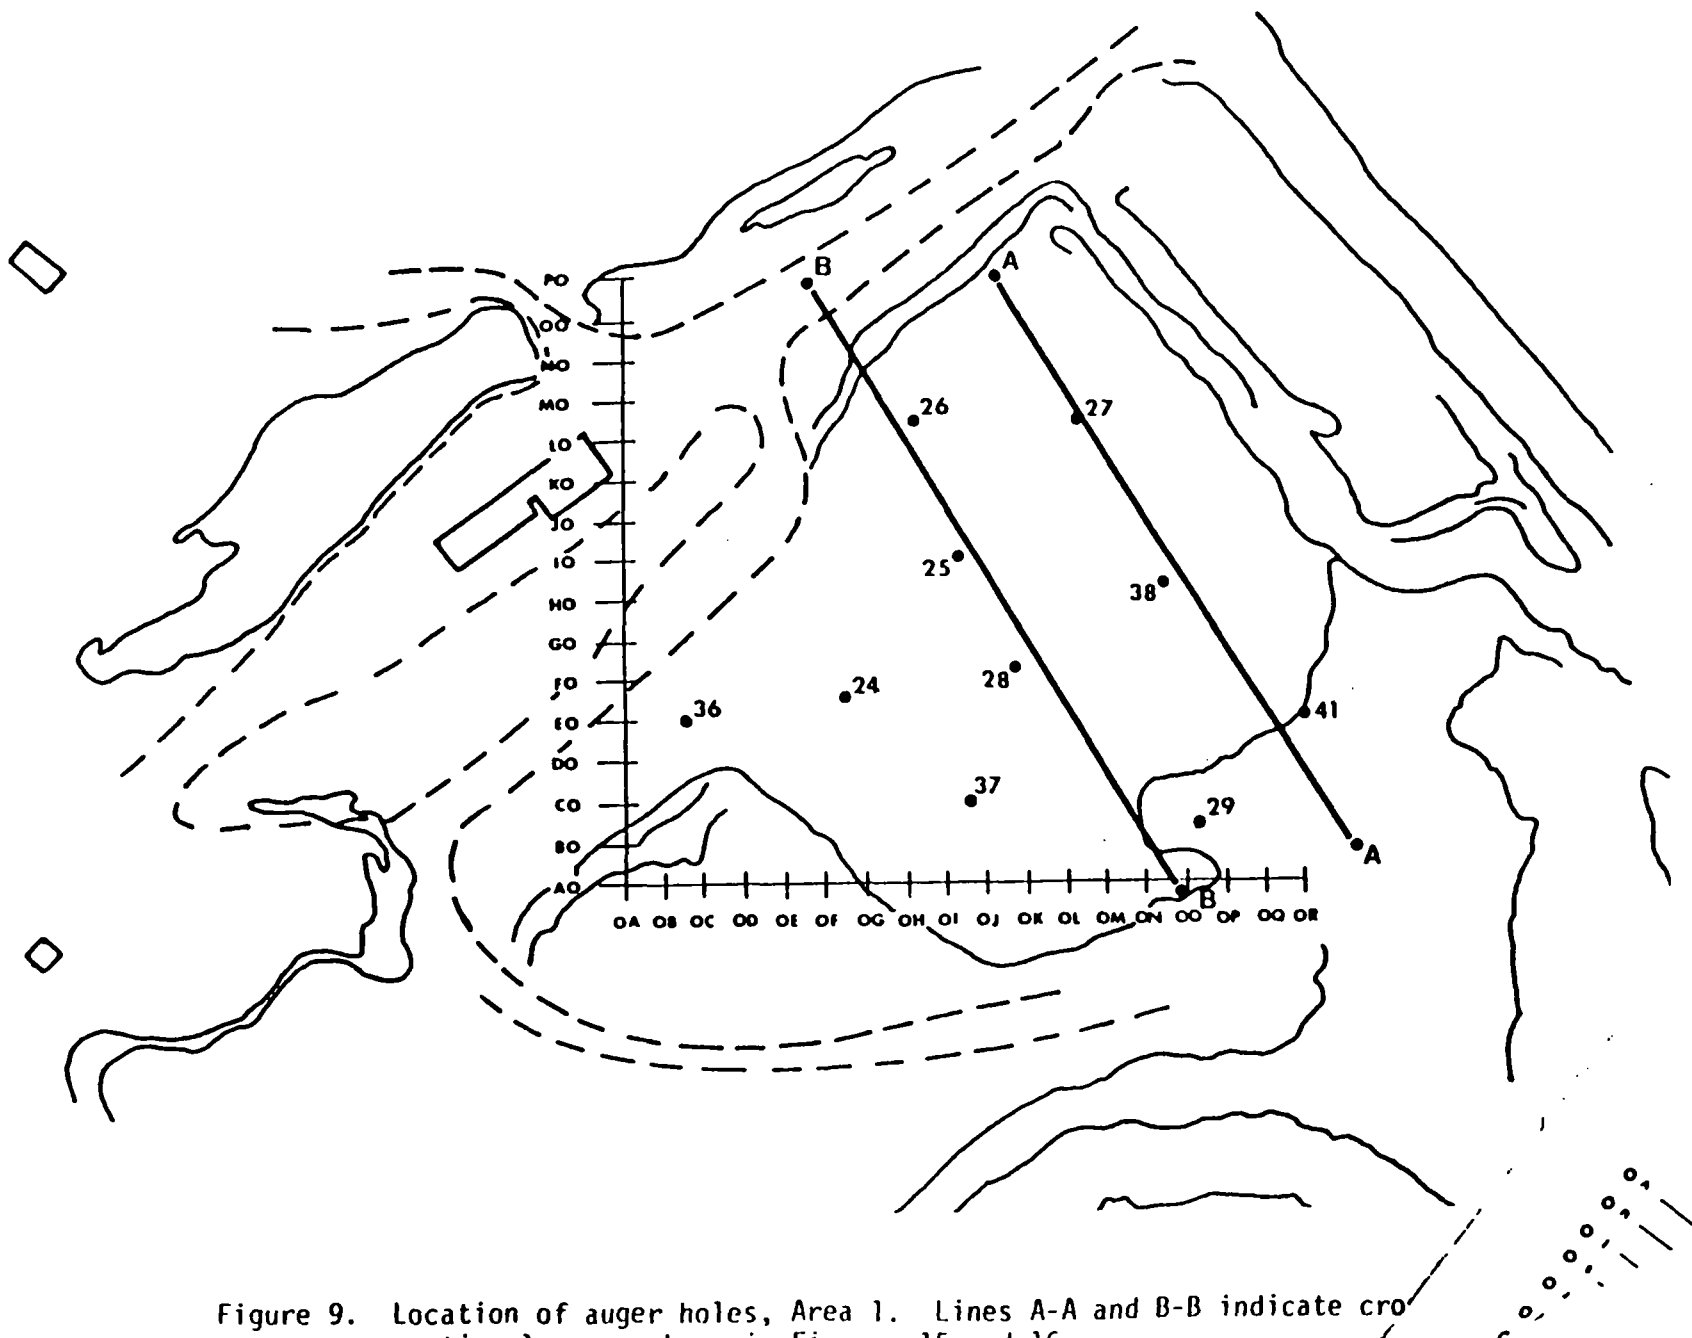 B
A
PO
OO
NO
MO
LO
KO
JO
IO
HO
GO
FO
EO
DO
CO
BO
AO
26
27
25
38
28
24
36
41
37
29
A
B
OA OB OC OD OE OF OG OH OI OJ OK OL OM ON OO OP OQ OR
Figure 9. Location of auger holes, Area 1. Lines A-A and B-B indicate cro